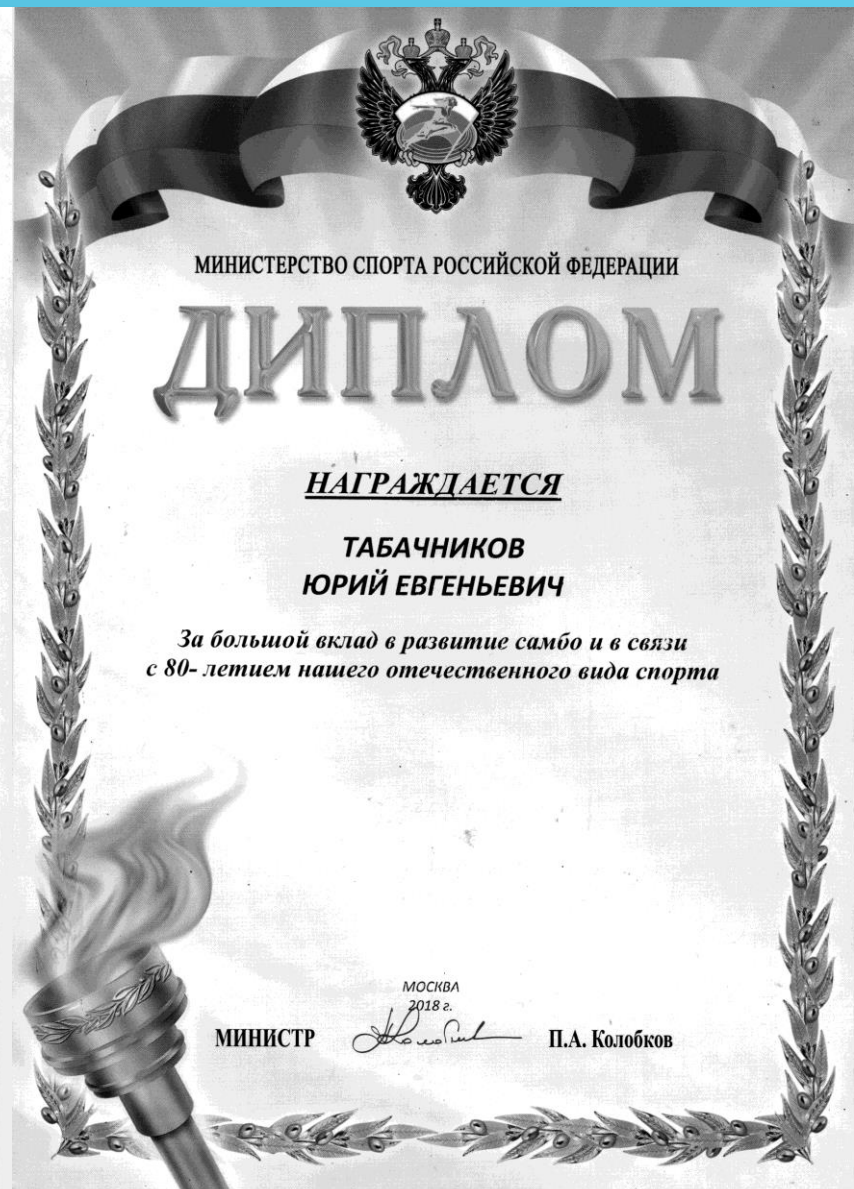 МИНИСТЕРСТВО СПОРТА РОССИЙСКОЙ ФЕДЕРАЦИИ
ДИПЛОМ
НАГРАЖДАЕТСЯ
ТАБАЧНИКОВ
ЮРИЙ ЕВГЕНЬЕВИЧ
За большой вклад в развитие самбо и в связи
с 80- летием нашего отечественного вида спорта
МОСКВА
2018 г.
МИНИСТР П.А. Колобков